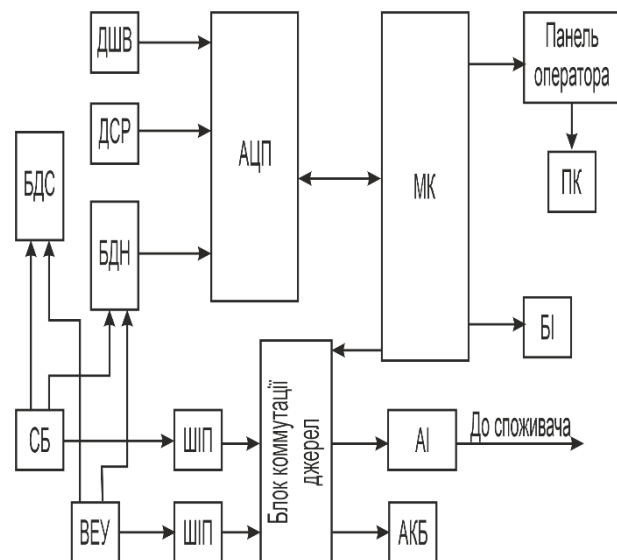 ДШВ
Панель
оператора
ДСР
АЦП
МК
ПК
БДС
БДН
БІ
Блок коммутації
джерел
СБ
ШІП
АІ
До споживача
ВЕУ
ШІП
АКБ